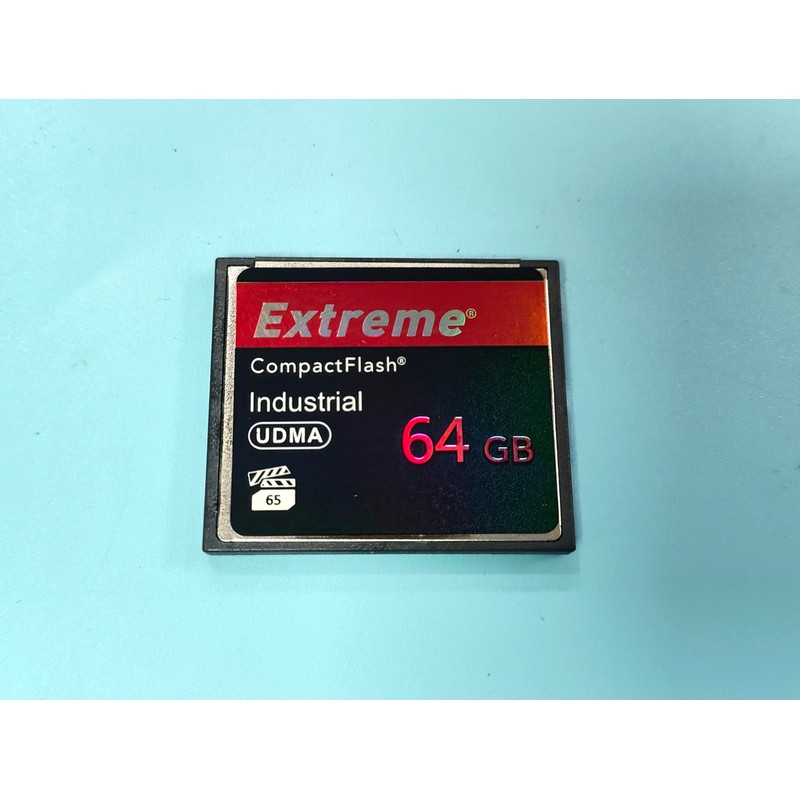 Extreme®
CompactFlash®
Industrial
UDMA
64 GB
65